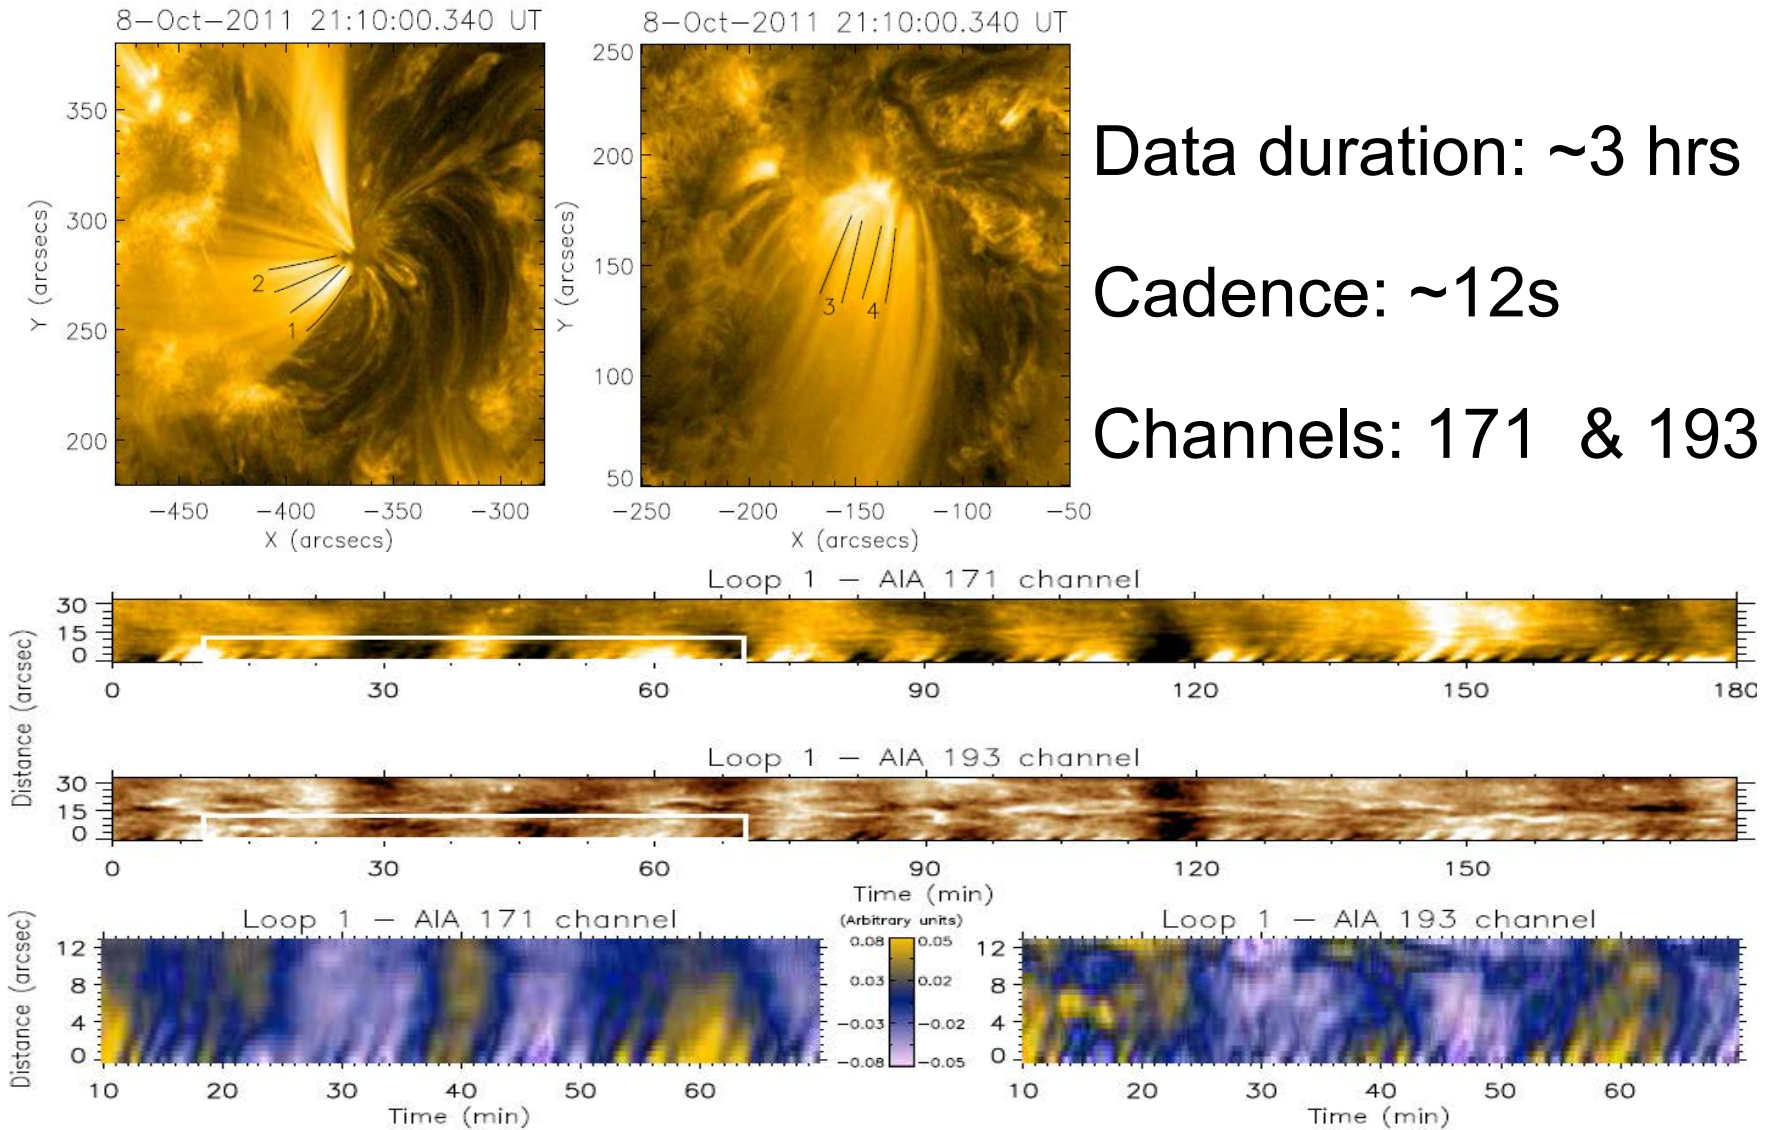 8-Oct-2011 21:10:00.340 UT
350
300
250
200
Y (arcsecs)
2
1
-450 -400 -350 -300
X (arcsecs)
8-Oct-2011 21:10:00.340 UT
250
200
150
100
50
Y (arcsecs)
3 4
-250 -200 -150 -100 -50
X (arcsecs)
Data duration: ~3 hrs
Cadence: ~12s
Channels: 171 & 193
Loop 1 - AIA 171 channel
30
15
0
0 30 60 90 120 150 180
Distance (arcsec)
Loop 1 - AIA 193 channel
30
15
0
0 30 60 90 120 150
Time (min)
Loop 1 - AIA 171 channel
Distance (arcsec)
12
8
4
0
10 20 30 40 50 60
Time (min)
(Arbitrary units)
0.08 0.05
0.03 0.02
-0.03 -0.02
-0.08 -0.05
Loop 1 - AIA 193 channel
12
8
4
0
10 20 30 40 50 60
Time (min)